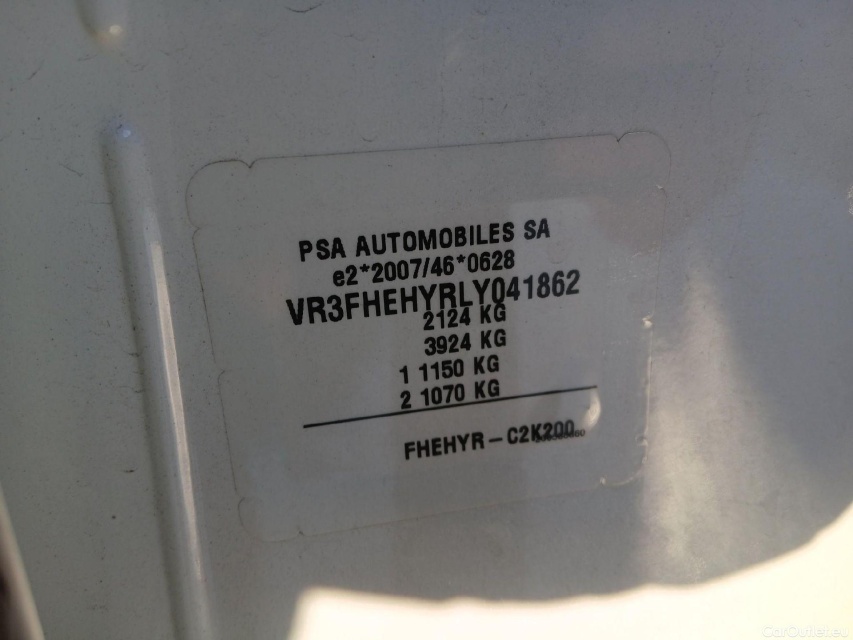 PSA AUTOMOBILES SA
e2*2007/46*0628
VR3FHEHYRLY041862
2124 KG
3924 KG
1 1150 KG
2 1070 KG
FHEHYR-C2K200
CarOutlet.eu